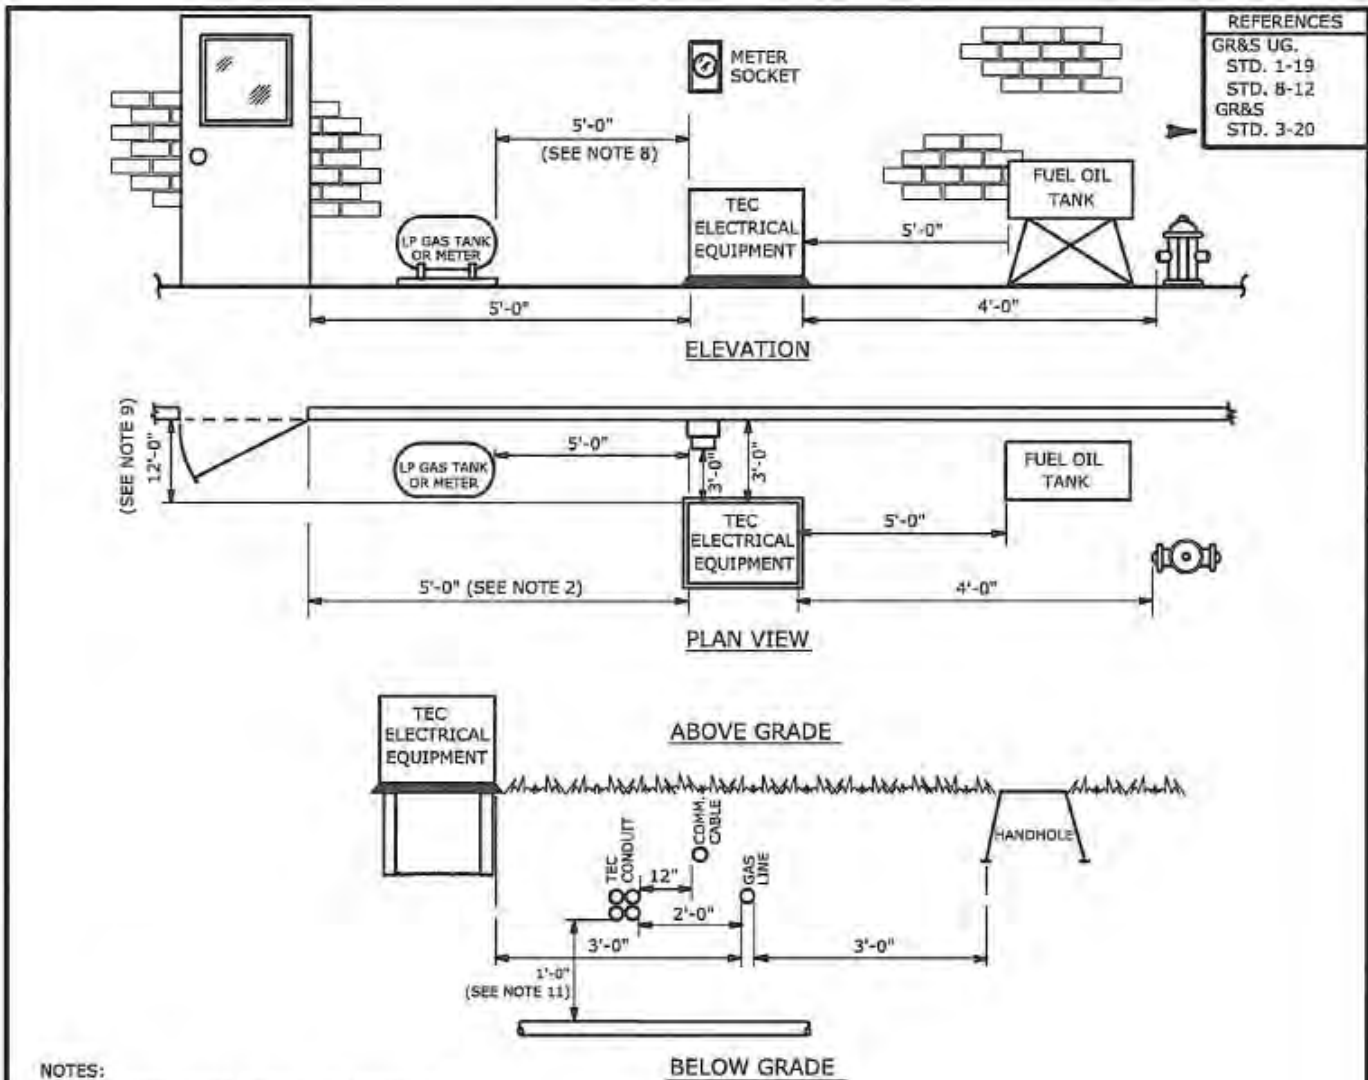 REFERENCES
GR&S UG.
STD. 1-19
STD. 8-12
GR&S
STD. 3-20
METER
SOCKET
5'-0"
(SEE NOTE 8)
LP GAS TANK
OR METER
TEC
ELECTRICAL
EQUIPMENT
5'-0"
FUEL OIL
TANK
5'-0"
4'-0"
ELEVATION
(SEE NOTE 9)
12'-0"
LP GAS TANK
OR METER
5'-0"
3'-0"
3'-0"
TEC
ELECTRICAL
EQUIPMENT
FUEL OIL
TANK
5'-0"
5'-0" (SEE NOTE 2)
4'-0"
PLAN VIEW
TEC
ELECTRICAL
EQUIPMENT
ABOVE GRADE
HANDHOLE
TEC
CONDUIT
COMM.
CABLE
GAS
LINE
12"
2'-0"
3'-0"
3'-0"
1'-0"
(SEE NOTE 11)
BELOW GRADE
NOTES: